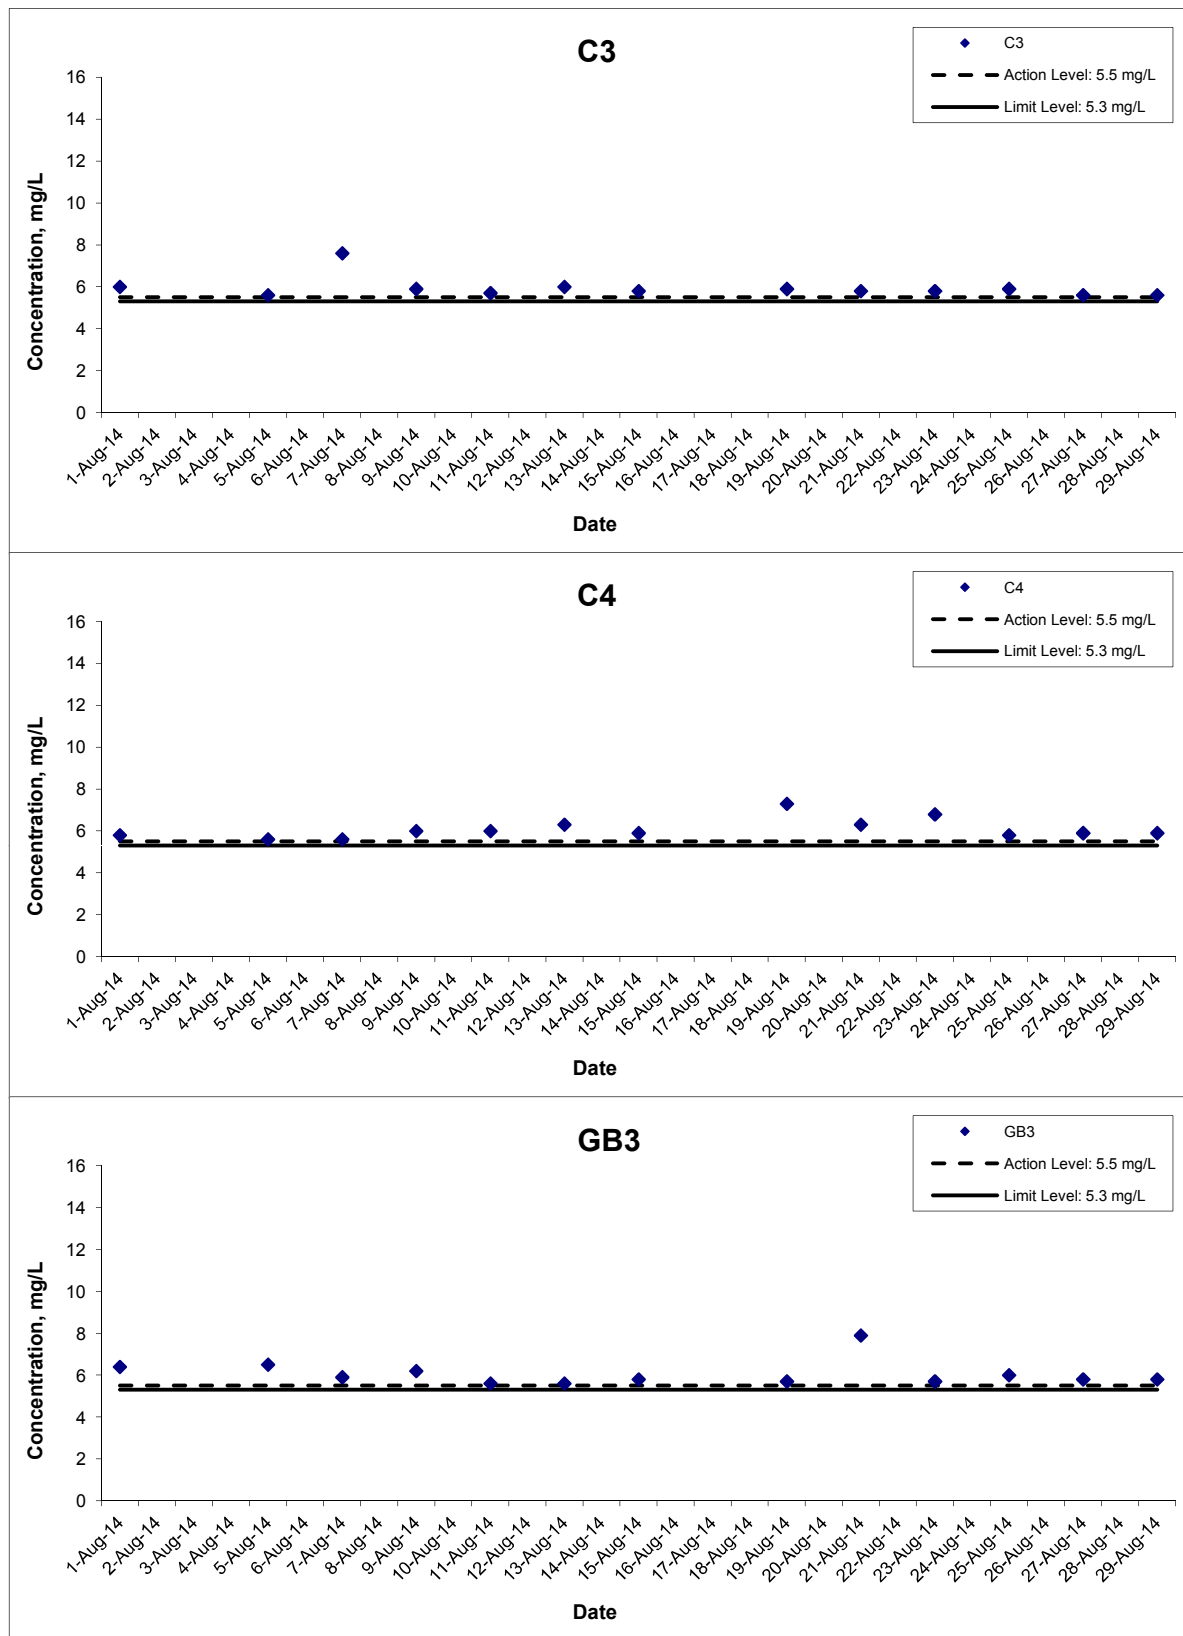 C3
C3
Action Level: 5.5 mg/L
Limit Level: 5.3 mg/L
Concentration, mg/L
16
14
12
10
8
6
4
2
0
1-Aug-14
2-Aug-14
3-Aug-14
4-Aug-14
5-Aug-14
6-Aug-14
7-Aug-14
8-Aug-14
9-Aug-14
10-Aug-14
11-Aug-14
12-Aug-14
13-Aug-14
14-Aug-14
15-Aug-14
16-Aug-14
17-Aug-14
18-Aug-14
19-Aug-14
20-Aug-14
21-Aug-14
22-Aug-14
23-Aug-14
24-Aug-14
25-Aug-14
26-Aug-14
27-Aug-14
28-Aug-14
29-Aug-14
Date
C4
C4
Action Level: 5.5 mg/L
Limit Level: 5.3 mg/L
Concentration, mg/L
16
14
12
10
8
6
4
2
0
1-Aug-14
2-Aug-14
3-Aug-14
4-Aug-14
5-Aug-14
6-Aug-14
7-Aug-14
8-Aug-14
9-Aug-14
10-Aug-14
11-Aug-14
12-Aug-14
13-Aug-14
14-Aug-14
15-Aug-14
16-Aug-14
17-Aug-14
18-Aug-14
19-Aug-14
20-Aug-14
21-Aug-14
22-Aug-14
23-Aug-14
24-Aug-14
25-Aug-14
26-Aug-14
27-Aug-14
28-Aug-14
29-Aug-14
Date
GB3
GB3
Action Level: 5.5 mg/L
Limit Level: 5.3 mg/L
Concentration, mg/L
16
14
12
10
8
6
4
2
0
1-Aug-14
2-Aug-14
3-Aug-14
4-Aug-14
5-Aug-14
6-Aug-14
7-Aug-14
8-Aug-14
9-Aug-14
10-Aug-14
11-Aug-14
12-Aug-14
13-Aug-14
14-Aug-14
15-Aug-14
16-Aug-14
17-Aug-14
18-Aug-14
19-Aug-14
20-Aug-14
21-Aug-14
22-Aug-14
23-Aug-14
24-Aug-14
25-Aug-14
26-Aug-14
27-Aug-14
28-Aug-14
29-Aug-14
Date